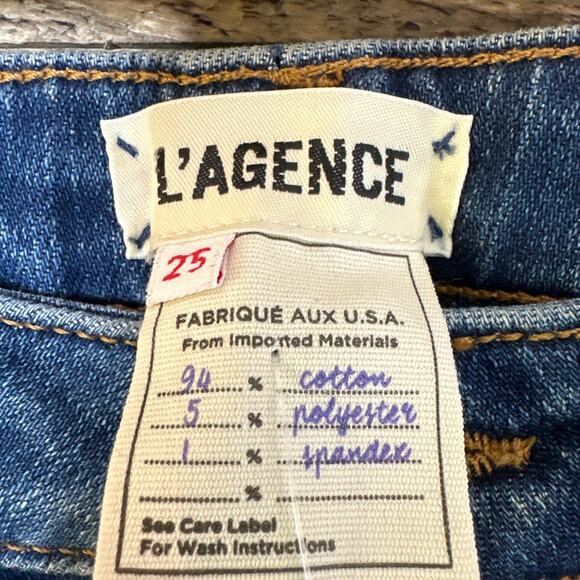 L'AGENCE
25
FABRIQUÉ AUX U.S.A.
From Imported Materials
94 % cotton
5 % polyester
1 % spandex
%
See Care Label
For Wash Instructions